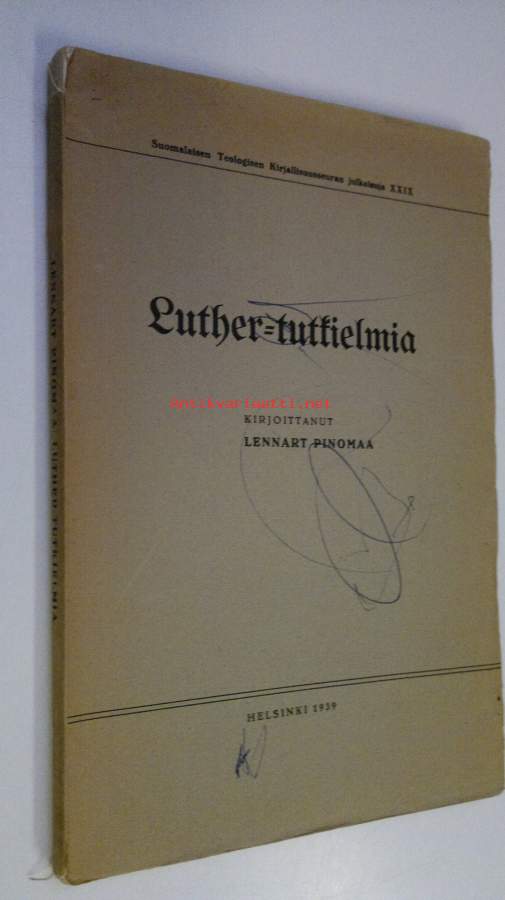 Suomalaisen Teologisen Kirjallisuusseuran julkaisuja XXIX
Luther=tutkielmia
antikvariaatti.net
KIRJOITTANUT
LENNART PINOMAA
HELSINKI 1939
LENNART PINOMAA: LUTHER-TUTKIELMIA